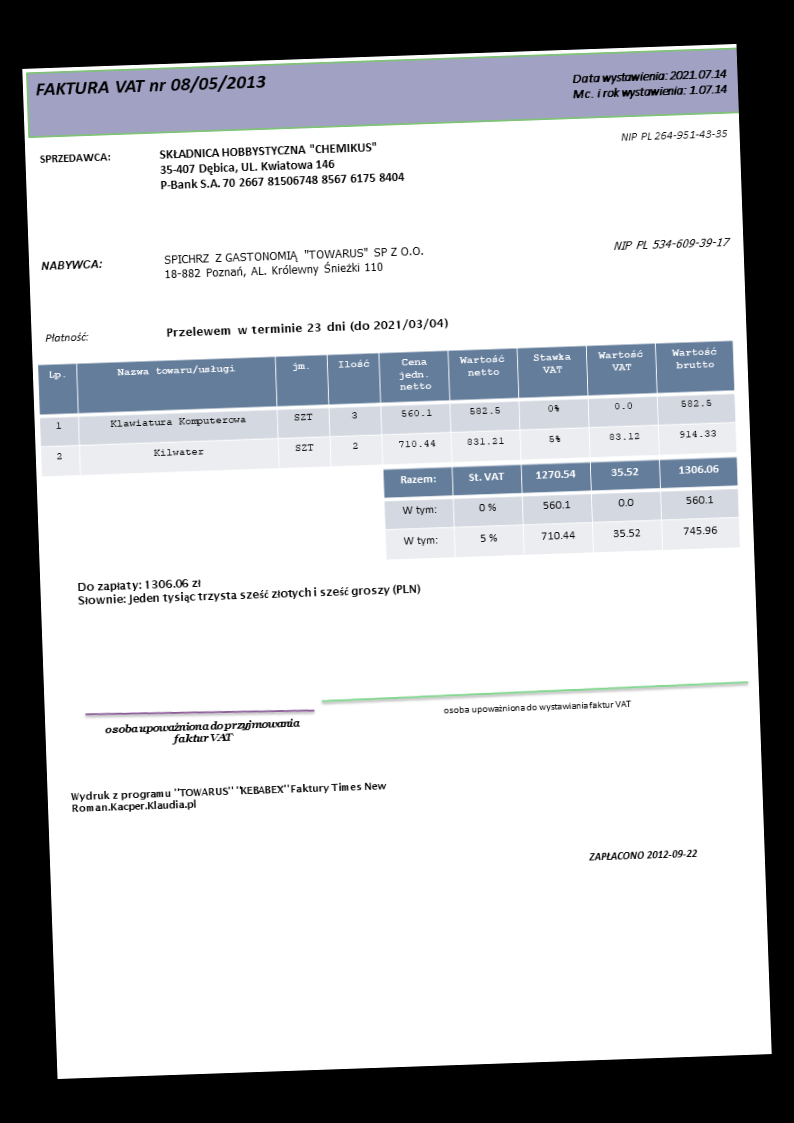 FAKTURA VAT nr 08/05/2013
Data wystawienia: 2021.07.14
Mc. i rok wystawienia: 1.07.14
NIP PL 264-951-43-35
SPRZEDAWCA:
SKŁADNICA HOBBYSTYCZNA "CHEMIKUS"
35-407 Dębica, UL. Kwiatowa 146
P-Bank S.A. 70 2667 81506748 8567 6175 8404
NIP PL 534-609-39-17
NABYWCA:
SPICHRZ Z GASTONOMIĄ "TOWARUS" SP Z O.O.
18-882 Poznań, AL. Królewny Śnieżki 110
Płatność: Przelewem w terminie 23 dni (do 2021/03/04)
Lp. Nazwa towaru/usługi jm. Ilość Cena jedn. netto Wartość netto Stawka VAT Wartość VAT Wartość brutto
1 Klawiatura Komputerowa SZT 3 560.1 582.5 0% 0.0 582.5
2 Kilwater SZT 2 710.44 831.21 5% 83.12 914.33
Razem: St. VAT 1270.54 35.52 1306.06
W tym: 0 % 560.1 0.0 560.1
W tym: 5 % 710.44 35.52 745.96
Do zapłaty: 1306.06 zł
Słownie: Jeden tysiąc trzysta sześć złotych i sześć groszy (PLN)
osoba upoważniona do przyjmowania
faktur VAT
osoba upoważniona do wystawiania faktur VAT
Wydruk z programu "TOWARUS" "KEBABEX" Faktury Times New
Roman.Kacper.Klaudia.pl
ZAPŁACONO 2012-09-22